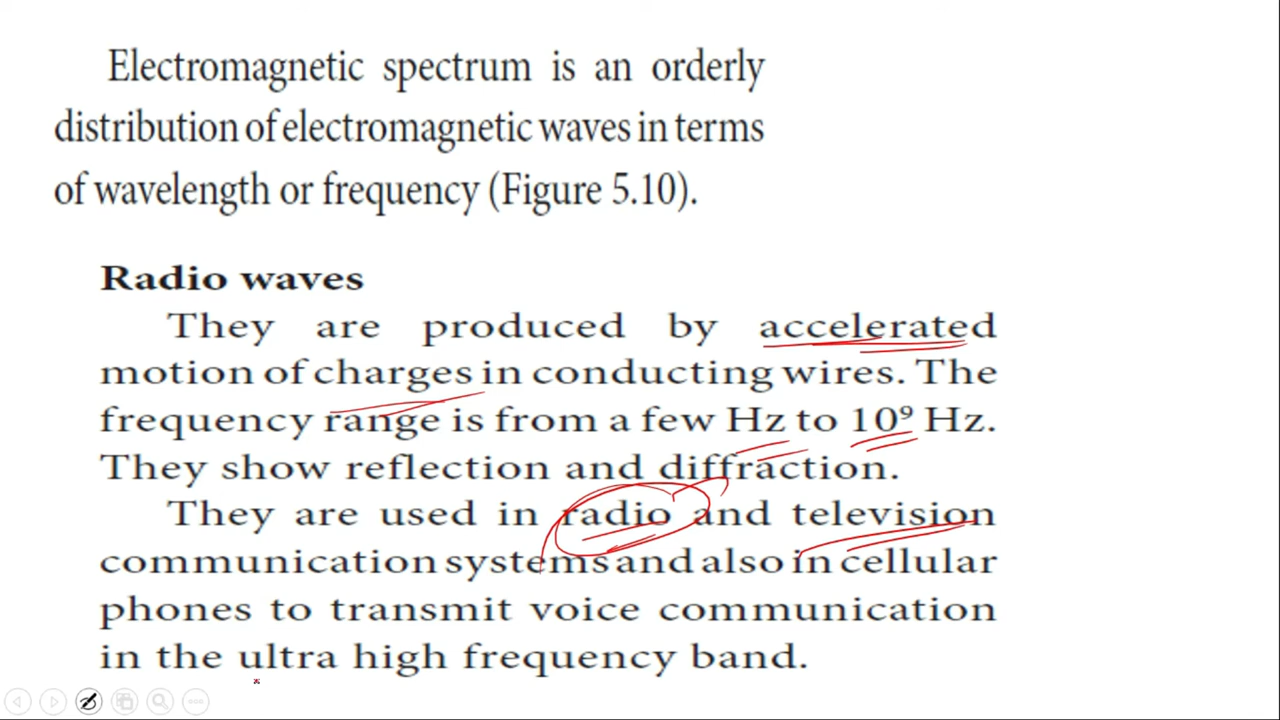 Electromagnetic spectrum is an orderly
distribution of electromagnetic waves in terms
of wavelength or frequency (Figure 5.10).
Radio waves
They are produced by accelerated
motion of charges in conducting wires. The
frequency range is from a few Hz to 10⁹ Hz.
They show reflection and diffraction.
They are used in radio and television
communication systems and also in cellular
phones to transmit voice communication
in the ultra high frequency band.